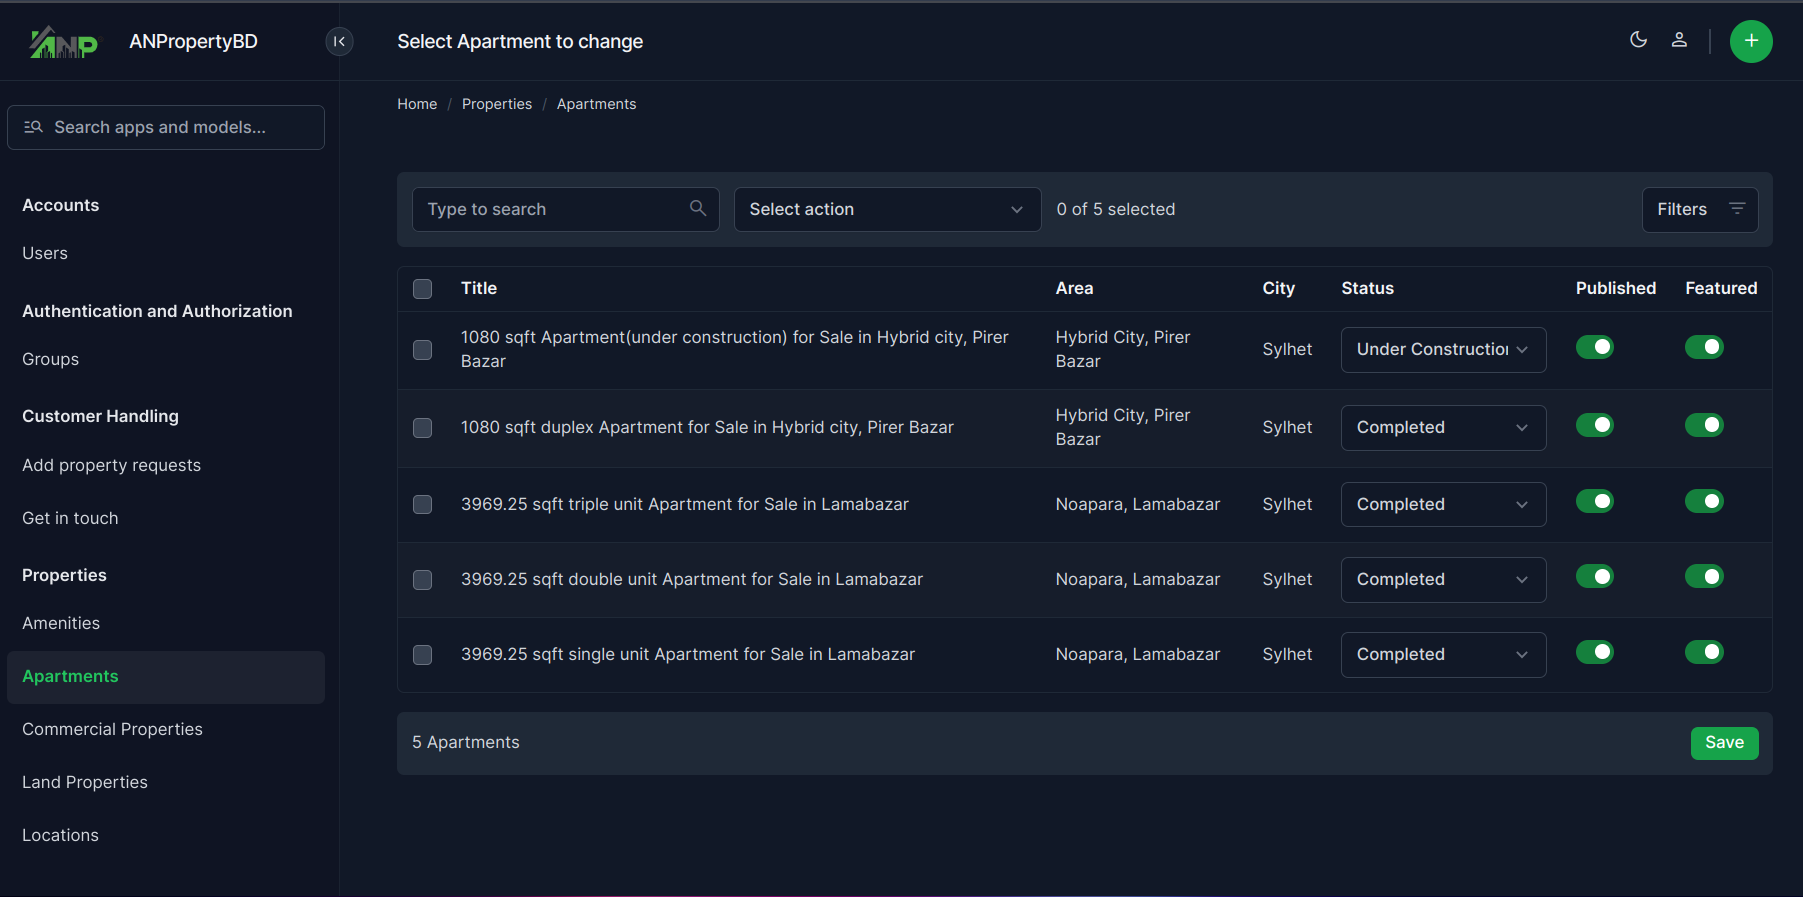 ANP
ANPropertyBD
Select Apartment to change
Home / Properties / Apartments
Search apps and models...
Accounts
Users
Authentication and Authorization
Groups
Customer Handling
Add property requests
Get in touch
Properties
Amenities
Apartments
Commercial Properties
Land Properties
Locations
Type to search
Select action
0 of 5 selected
Filters
Title Area City Status Published Featured
1080 sqft Apartment(under construction) for Sale in Hybrid city, Pirer
Bazar
Hybrid City, Pirer
Bazar
Sylhet
Under Construction
1080 sqft duplex Apartment for Sale in Hybrid city, Pirer Bazar
Hybrid City, Pirer
Bazar
Sylhet
Completed
3969.25 sqft triple unit Apartment for Sale in Lamabazar Noapara, Lamabazar Sylhet Completed
3969.25 sqft double unit Apartment for Sale in Lamabazar Noapara, Lamabazar Sylhet Completed
3969.25 sqft single unit Apartment for Sale in Lamabazar Noapara, Lamabazar Sylhet Completed
5 Apartments
Save